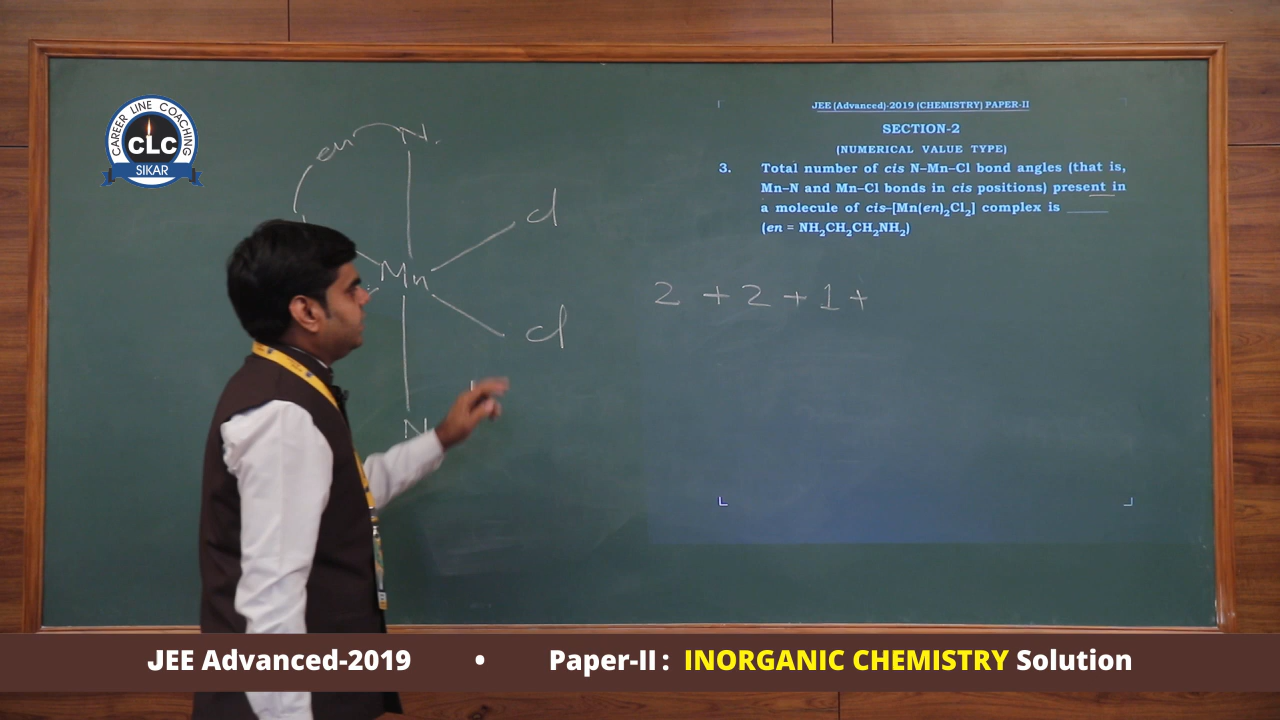 CAREER LINE COACHING
CLC
SIKAR
en N.
Cl
Mn
Cl
N
JEE (Advanced)-2019 (CHEMISTRY) PAPER-II
SECTION-2
(NUMERICAL VALUE TYPE)
3. Total number of cis N–Mn–Cl bond angles (that is,
Mn–N and Mn–Cl bonds in cis positions) present in
a molecule of cis–[Mn(en)₂Cl₂] complex is ______
(en = NH₂CH₂CH₂NH₂)
2 + 2 + 1 +
JEE Advanced-2019 • Paper-II : INORGANIC CHEMISTRY Solution